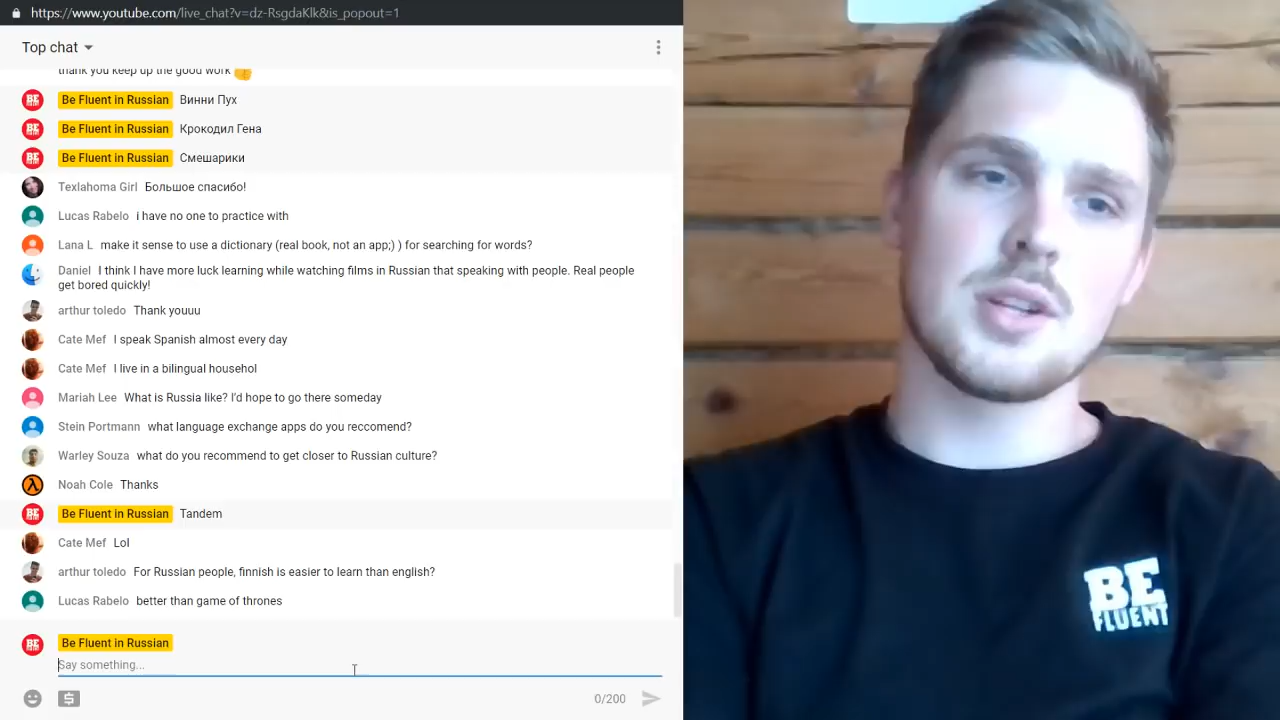 https://www.youtube.com/live_chat?v=dz-RsgdaKlk&is_popout=1
Top chat
thank you keep up the good work
Be Fluent in Russian Винни Пух
Be Fluent in Russian Крокодил Гена
Be Fluent in Russian Смешарики
Texlahoma Girl Большое спасибо!
Lucas Rabelo i have no one to practice with
Lana L make it sense to use a dictionary (real book, not an app;) ) for searching for words?
Daniel I think I have more luck learning while watching films in Russian that speaking with people. Real people
get bored quickly!
arthur toledo Thank youuu
Cate Mef I speak Spanish almost every day
Cate Mef I live in a bilingual househol
Mariah Lee What is Russia like? I'd hope to go there someday
Stein Portmann what language exchange apps do you reccomend?
Warley Souza what do you recommend to get closer to Russian culture?
Noah Cole Thanks
Be Fluent in Russian Tandem
Cate Mef Lol
arthur toledo For Russian people, finnish is easier to learn than english?
Lucas Rabelo better than game of thrones
Be Fluent in Russian
Say something...
0/200
BE
FLUENT